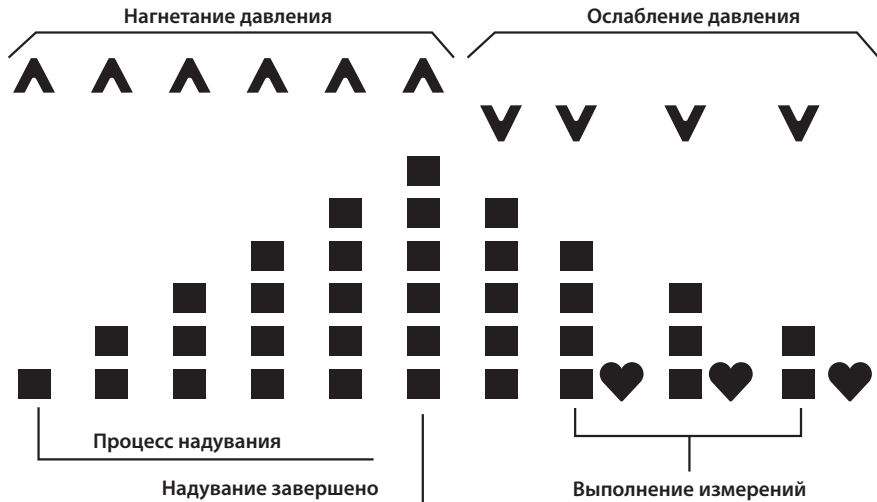 Нагнетание давления
Ослабление давления
Процесс надувания
Надувание завершено
Выполнение измерений